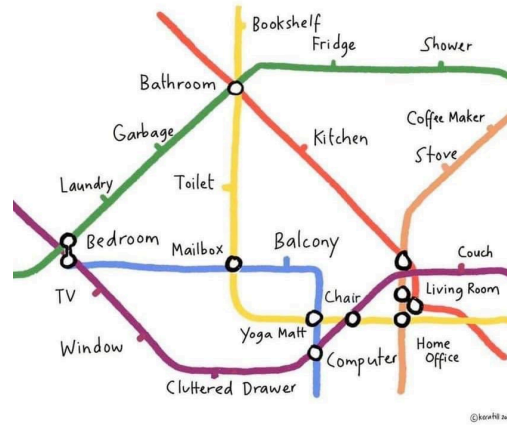 Bookshelf
Fridge
Shower
Bathroom
Coffee Maker
Garbage
Kitchen
Stove
Laundry
Toilet
Bedroom
Mailbox
Balcony
Couch
TV
Chair
Living Room
Yoga Matt
Window
Computer
Home
Office
Cluttered Drawer